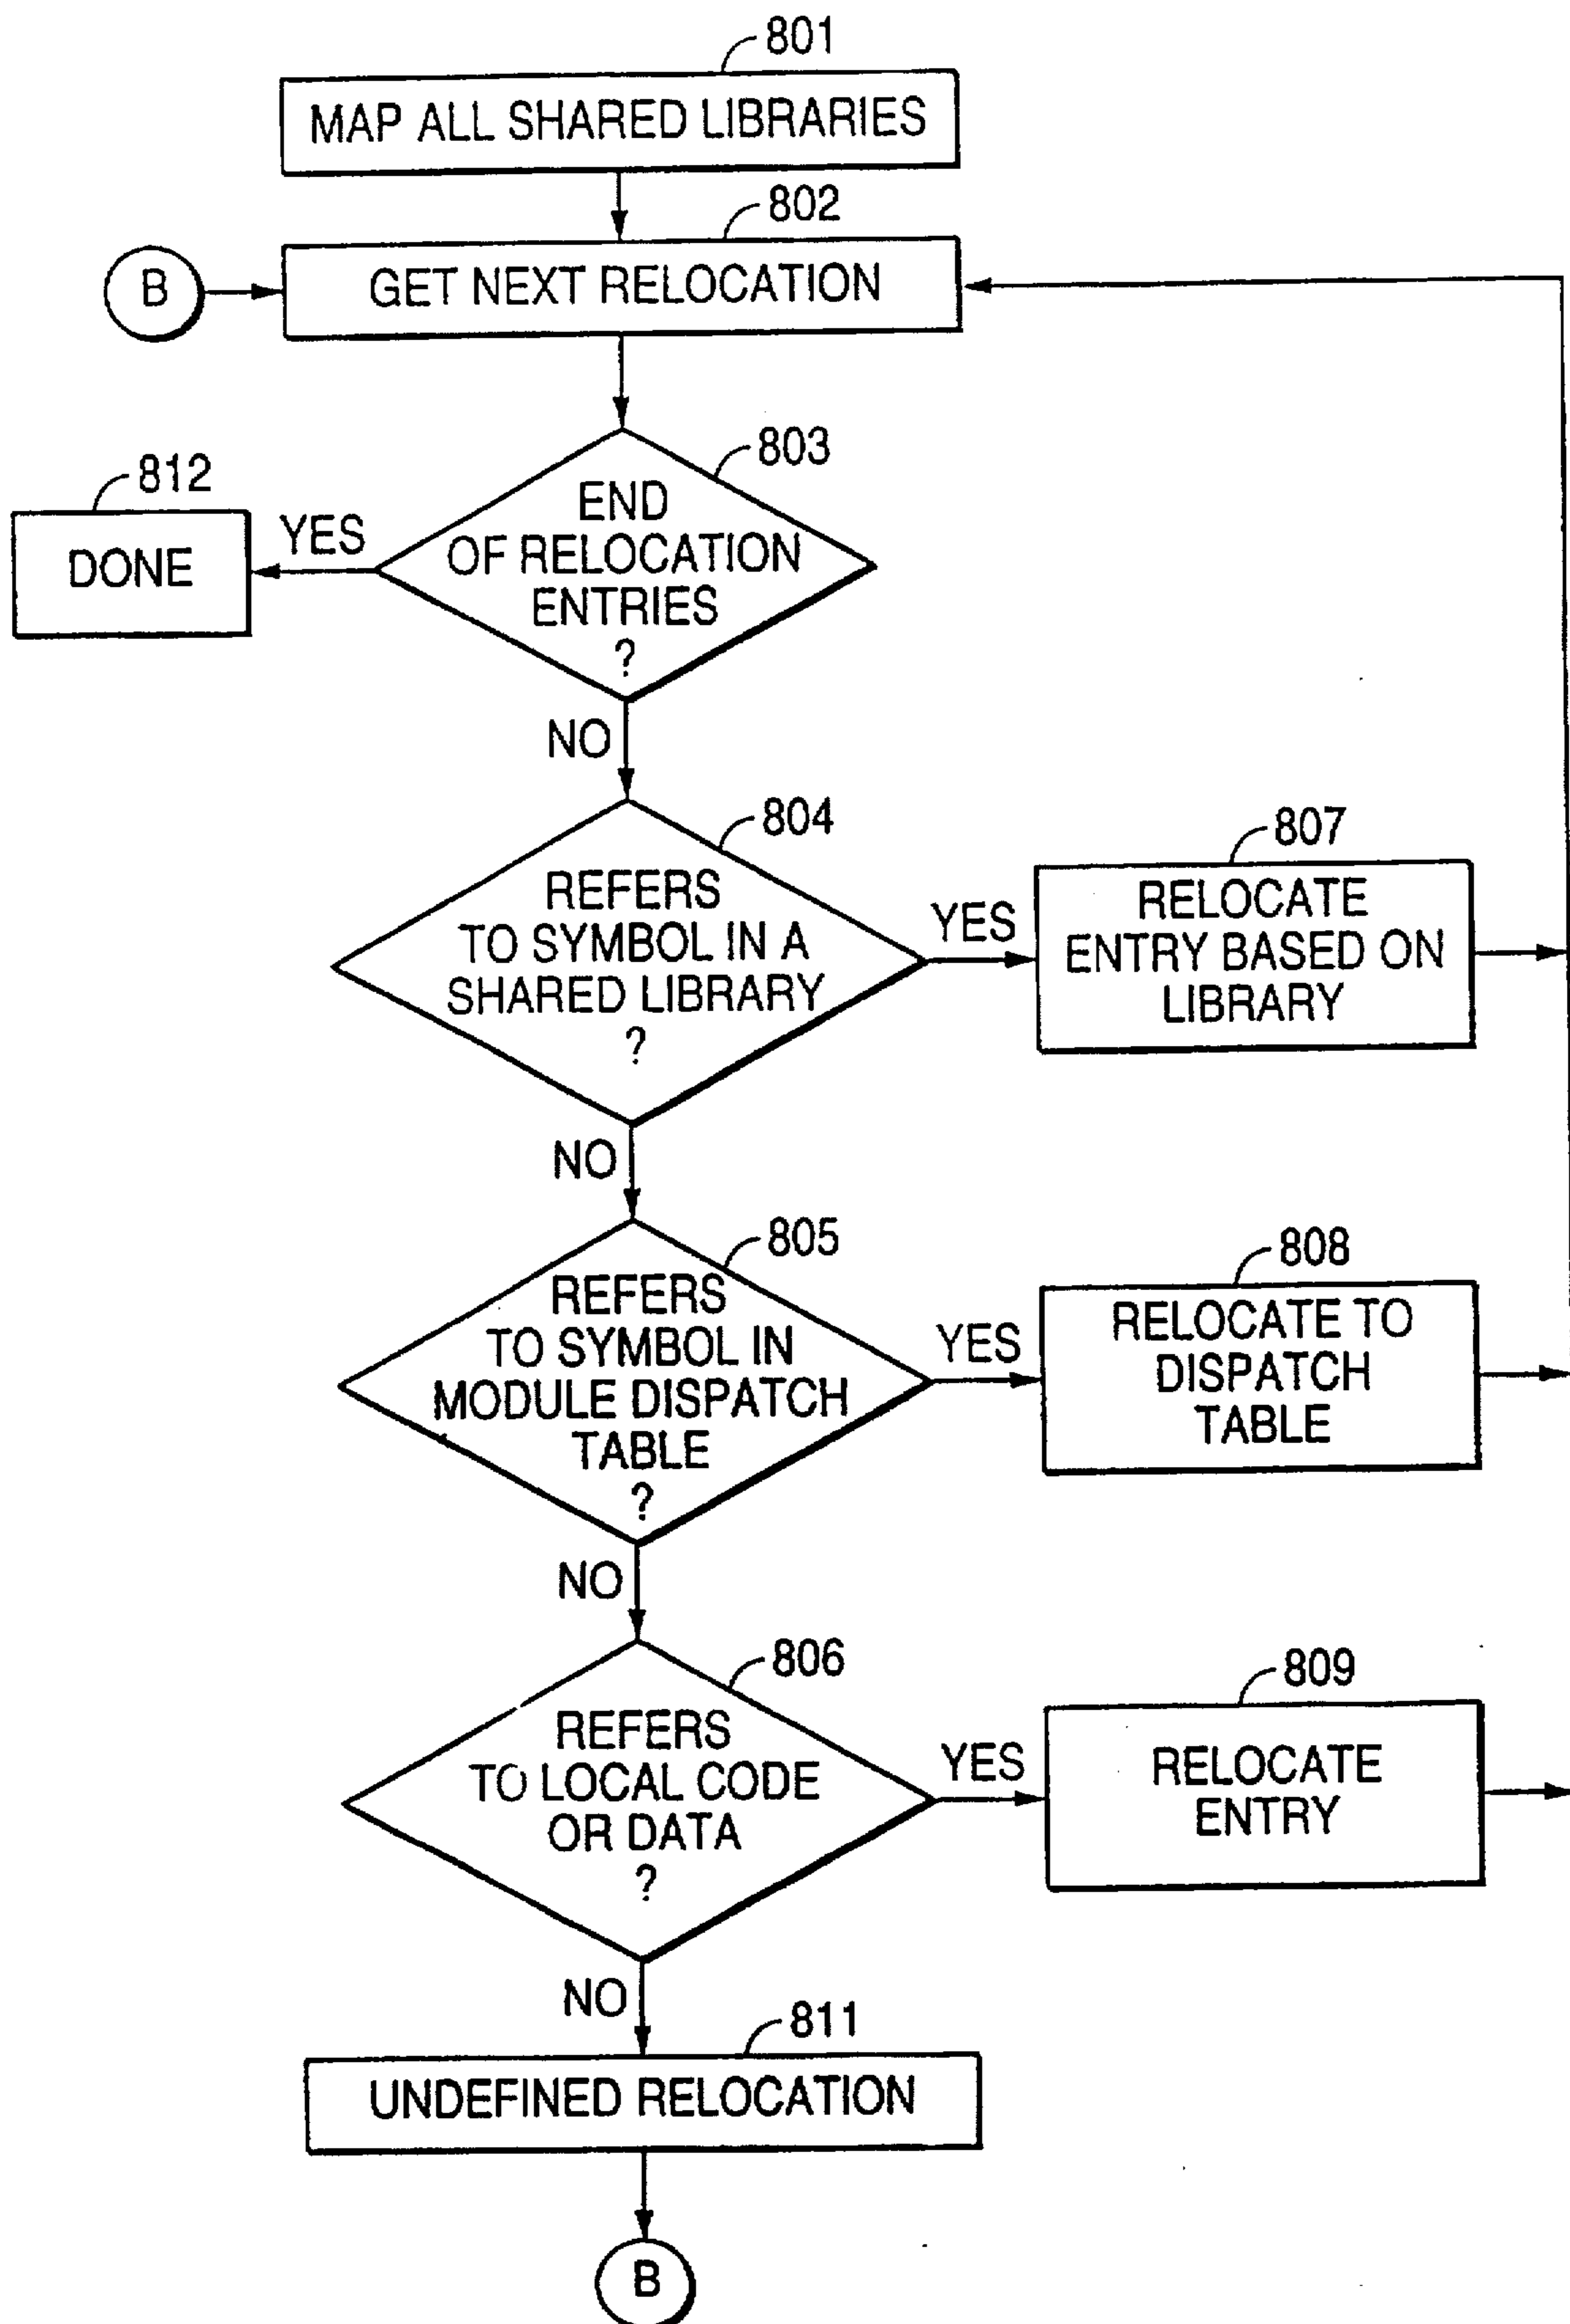 801
MAP ALL SHARED LIBRARIES
802
B
GET NEXT RELOCATION
803
END
OF RELOCATION
ENTRIES
?
812
YES
DONE
NO
804
REFERS
TO SYMBOL IN A
SHARED LIBRARY
?
YES
807
RELOCATE
ENTRY BASED ON
LIBRARY
NO
805
REFERS
TO SYMBOL IN
MODULE DISPATCH
TABLE
?
YES
808
RELOCATE TO
DISPATCH
TABLE
NO
806
REFERS
TO LOCAL CODE
OR DATA
?
YES
809
RELOCATE
ENTRY
NO
811
UNDEFINED RELOCATION
B